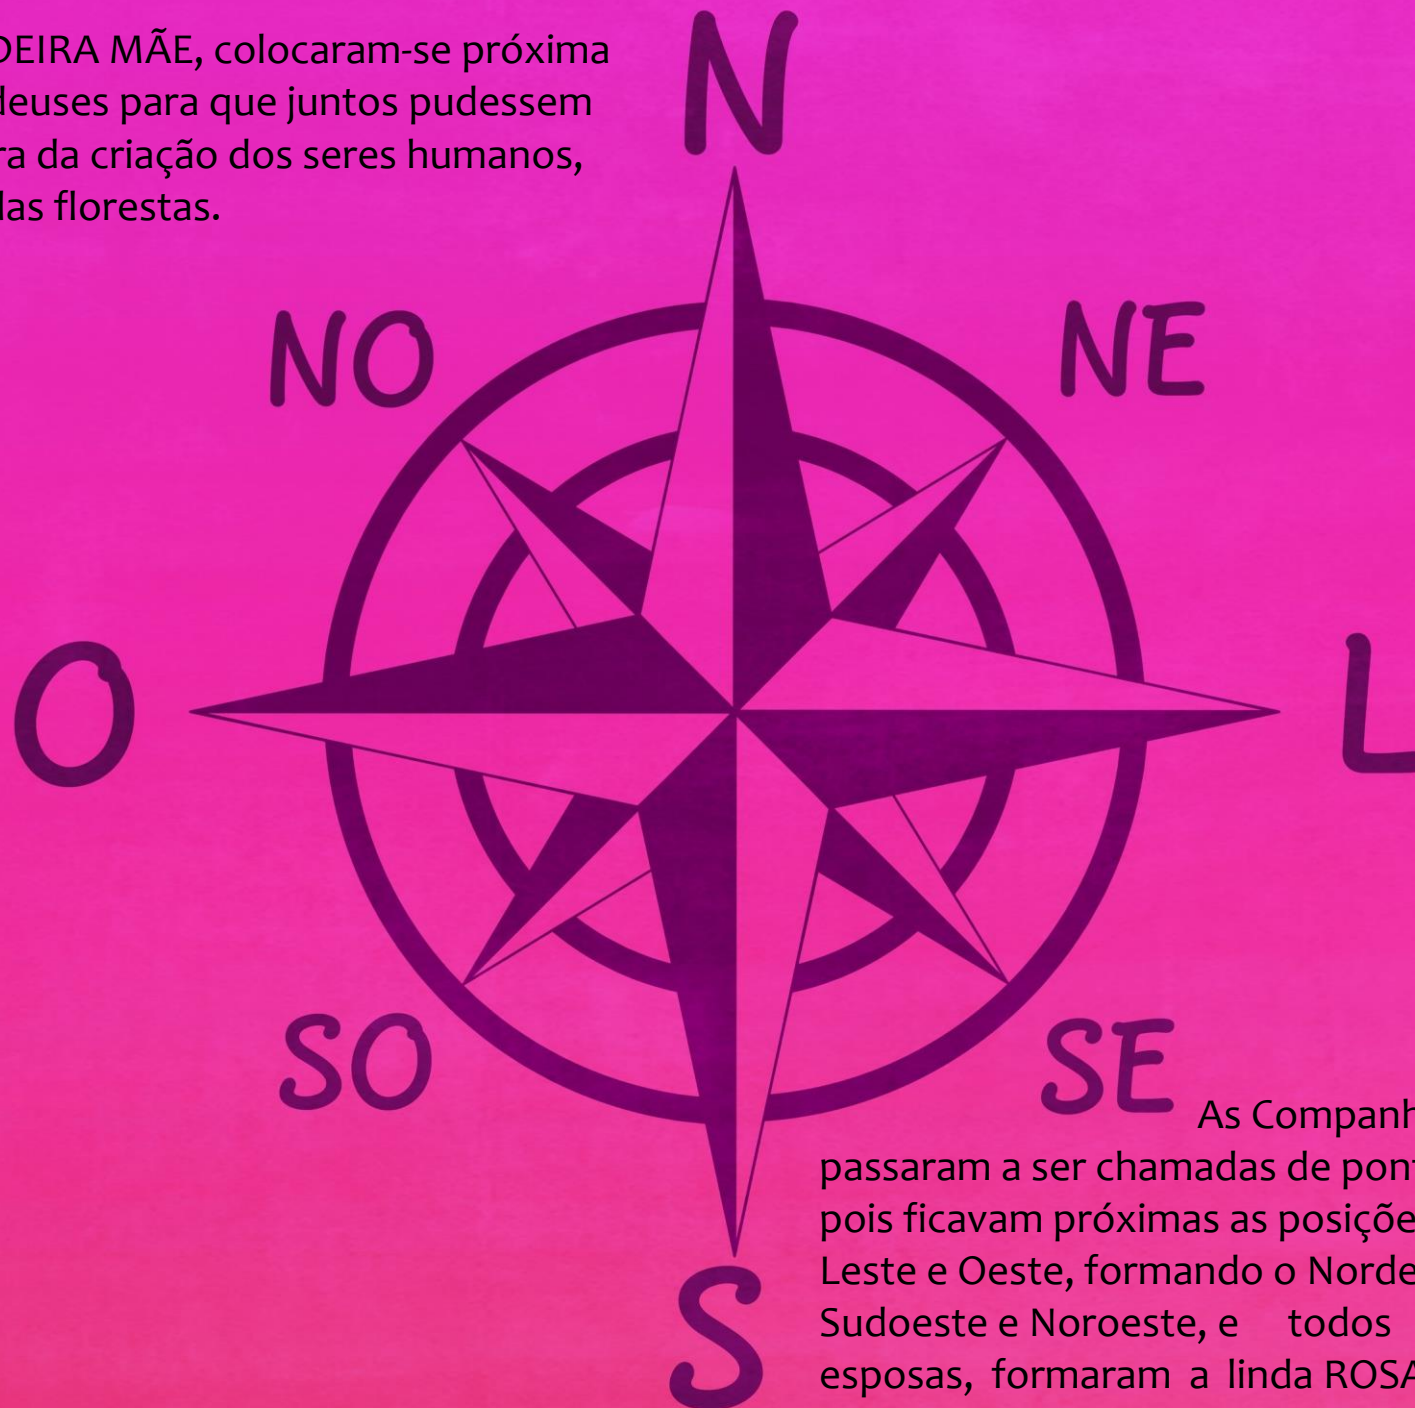 DEIRA MÃE, colocaram-se próxima
deuses para que juntos pudessem
ra da criação dos seres humanos,
las florestas.
N
NO
NE
O
L
SO
SE
As Companh
passaram a ser chamadas de pon
pois ficavam próximas as posiçõe
Leste e Oeste, formando o Norde
Sudoeste e Noroeste, e todos
esposas, formaram a linda ROSA
S